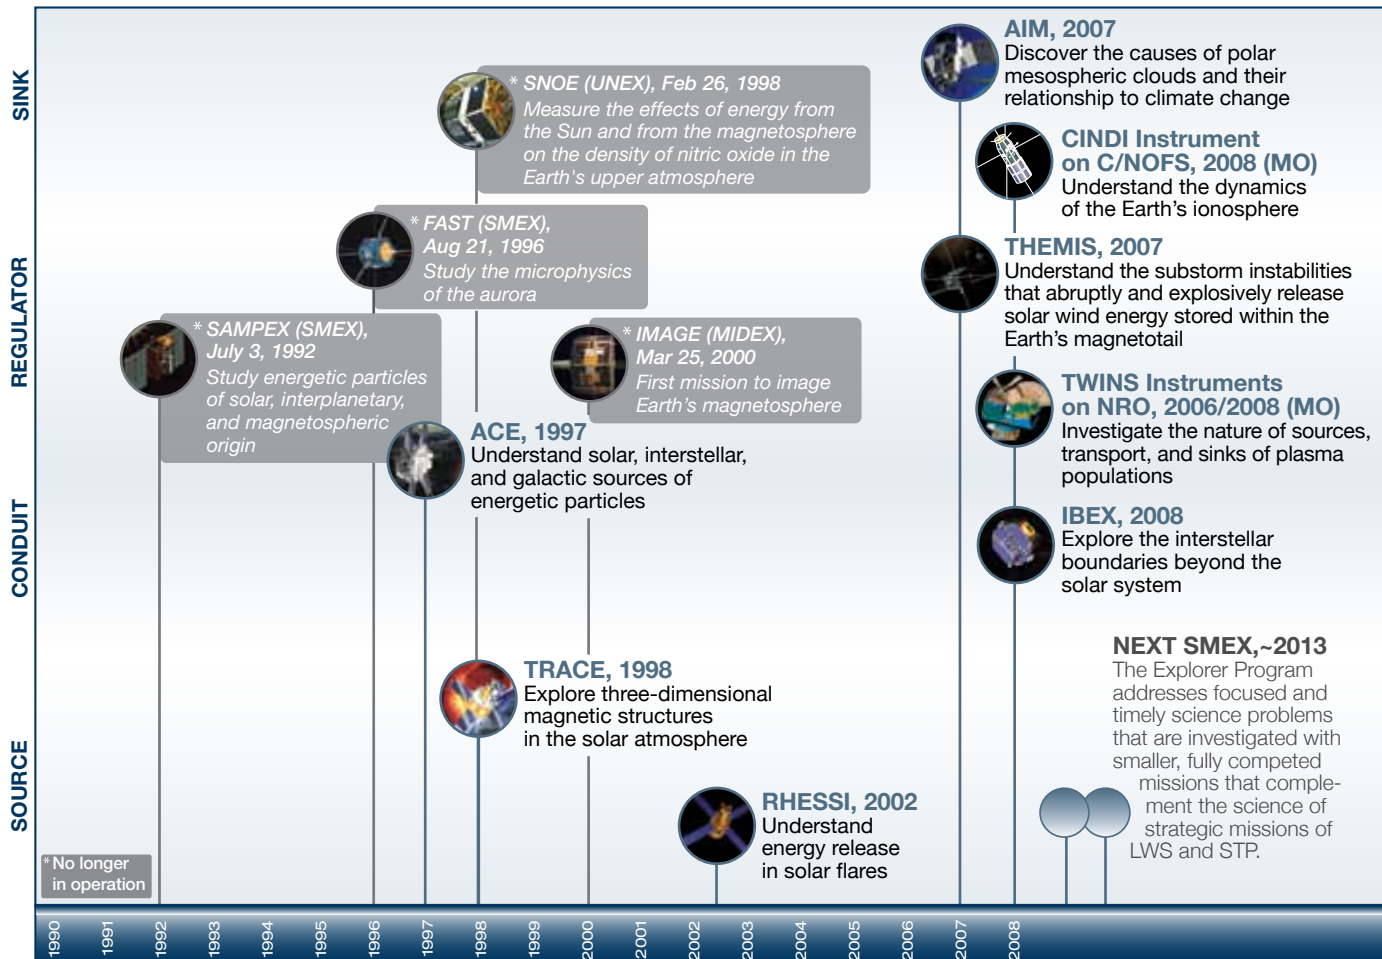 SINK
REGULATOR
CONDUIT
SOURCE
AIM, 2007
Discover the causes of polar
mesospheric clouds and their
relationship to climate change
* SNOE (UNEX), Feb 26, 1998
Measure the effects of energy from
the Sun and from the magnetosphere
on the density of nitric oxide in the
Earth's upper atmosphere
CINDI Instrument
on C/NOFS, 2008 (MO)
Understand the dynamics
of the Earth’s ionosphere
* FAST (SMEX),
Aug 21, 1996
Study the microphysics
of the aurora
THEMIS, 2007
Understand the substorm instabilities
that abruptly and explosively release
solar wind energy stored within the
Earth’s magnetotail
* SAMPEX (SMEX),
July 3, 1992
Study energetic particles
of solar, interplanetary,
and magnetospheric
origin
* IMAGE (MIDEX),
Mar 25, 2000
First mission to image
Earth’s magnetosphere
TWINS Instruments
on NRO, 2006/2008 (MO)
Investigate the nature of sources,
transport, and sinks of plasma
populations
ACE, 1997
Understand solar, interstellar,
and galactic sources of
energetic particles
IBEX, 2008
Explore the interstellar
boundaries beyond the
solar system
TRACE, 1998
Explore three-dimensional
magnetic structures
in the solar atmosphere
NEXT SMEX,~2013
The Explorer Program
addresses focused and
timely science problems
that are investigated with
smaller, fully competed
missions that comple-
ment the science of
strategic missions of
LWS and STP.
RHESSI, 2002
Understand
energy release
in solar flares
* No longer
in operation
1990
1991
1992
1993
1994
1995
1996
1997
1998
1999
2000
2001
2002
2003
2004
2005
2006
2007
2008